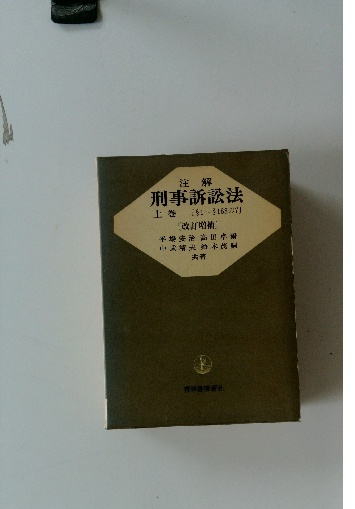 注解
刑事訴訟法
上巻
〔改訂増補〕
平場安治 高田卓爾
中武靖夫 鈴木茂嗣
共著